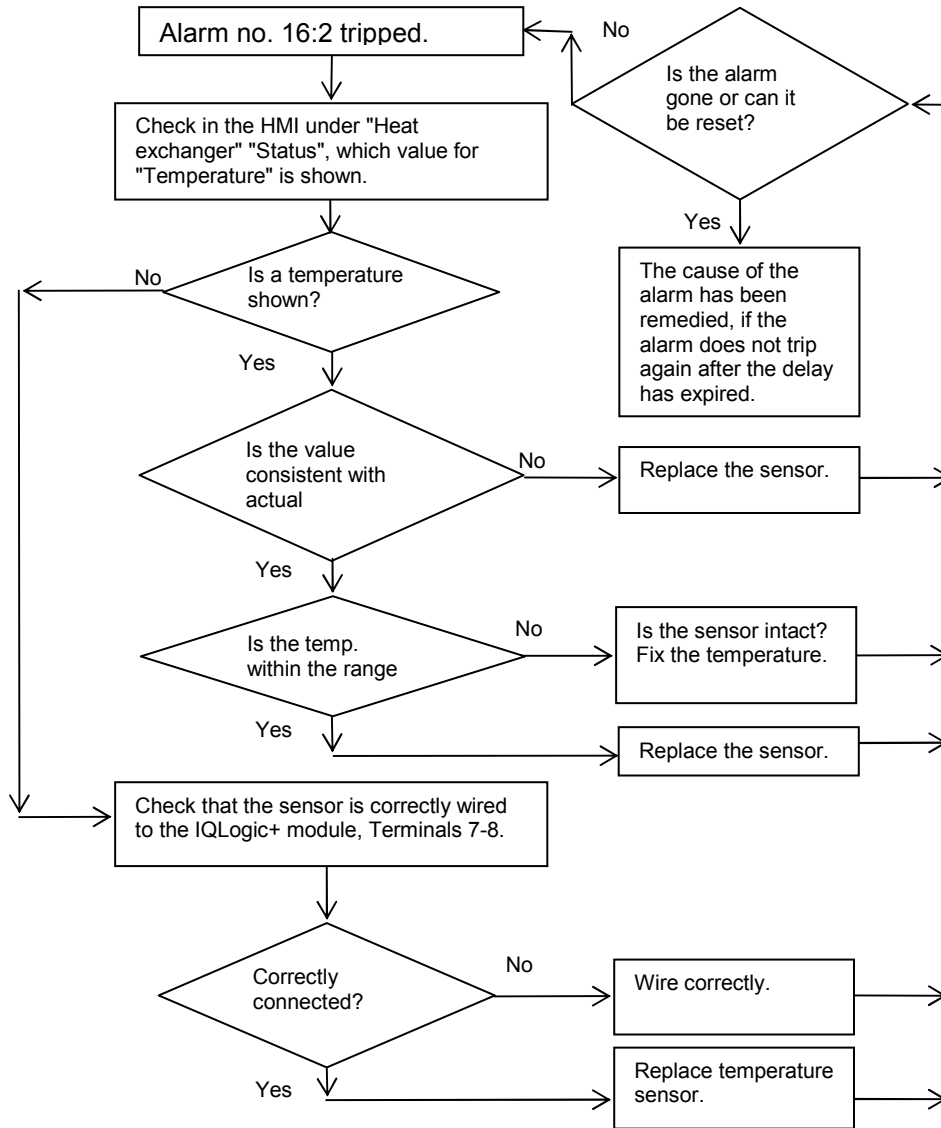 Alarm no. 16:2 tripped.
No
Is the alarm
gone or can it
be reset?
Check in the HMI under "Heat
exchanger" "Status", which value for
"Temperature" is shown.
Yes
The cause of the
alarm has been
remedied, if the
alarm does not trip
again after the delay
has expired.
No
Is a temperature
shown?
Yes
Is the value
consistent with
actual
No
Replace the sensor.
Yes
Is the temp.
within the range
No
Is the sensor intact?
Fix the temperature.
Yes
Replace the sensor.
Check that the sensor is correctly wired
to the IQLogic+ module, Terminals 7-8.
Correctly
connected?
No
Wire correctly.
Yes
Replace temperature
sensor.